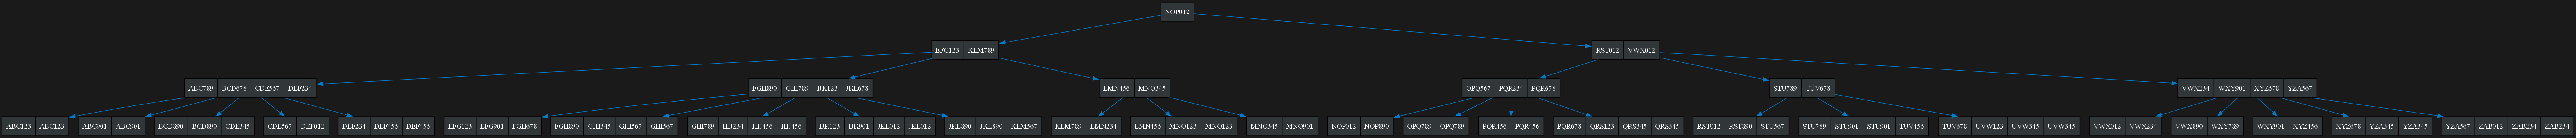 NOP012
EFG123 KLM789
RST012 VWX012
ABC789 BCD678 CDE567 DEF234
FGH890 GHI789 IJK123 JKL678
LMN456 MNO345
OPQ567 PQR234 PQR678
STU789 TUV678
VWX234 WXY901 XYZ678 YZA567
ABC123 ABC123
ABC901 ABC901
BCD890 BCD890 CDE345
CDE567 DEF012
DEF234 DEF456 DEF456
EFG123 EFG901 FGH678
FGH890 GHI345 GHI567 GHI567
GHI789 HIJ234 HIJ456 HIJ456
IJK123 IJK901 JKL012 JKL012
JKL890 JKL890 KLM567
KLM789 LMN234
LMN456 MNO123 MNO123
MNO345 MNO901
NOP012 NOP890
OPQ789 OPQ789
PQR456 PQR456
PQR678 QRS123 QRS345 QRS345
RST012 RST890 STU567
STU789 STU901 STU901 TUV456
TUV678 UVW123 UVW345 UVW345
VWX012 VWX234
VWX890 WXY789
WXY901 XYZ456
XYZ678 YZA345 YZA345
YZA567 ZAB012 ZAB234